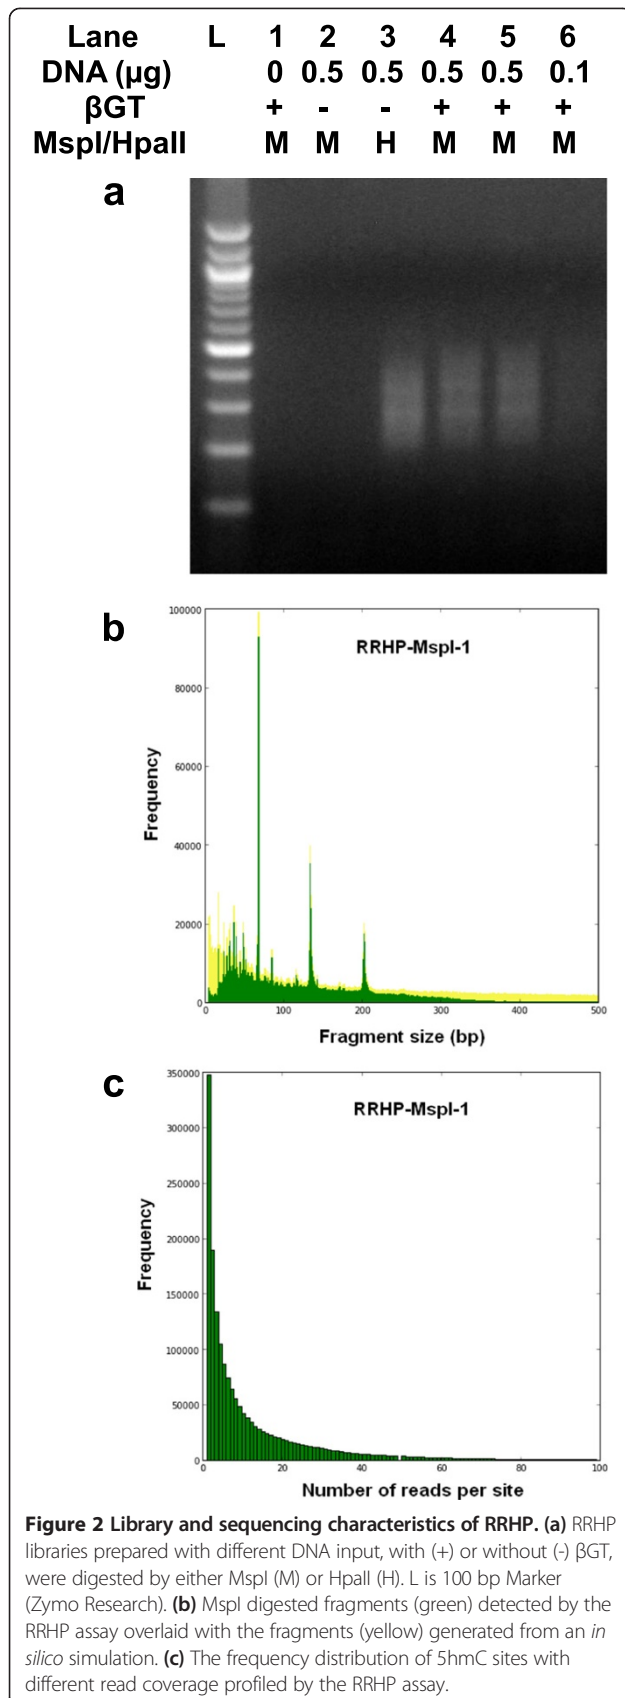 Lane L 1 2 3 4 5 6
DNA (µg) 0 0.5 0.5 0.5 0.5 0.1
βGT + - - + + +
MspI/HpaII M M H M M M
a
b
RRHP-MspI-1
100000
80000
60000
40000
20000
0
Frequency
0 100 200 300 400 500
Fragment size (bp)
c
RRHP-MspI-1
350000
300000
250000
200000
150000
100000
50000
0
Frequency
0 20 40 60 80 100
Number of reads per site
Figure 2 Library and sequencing characteristics of RRHP. (a) RRHP
libraries prepared with different DNA input, with (+) or without (-) βGT,
were digested by either MspI (M) or HpaII (H). L is 100 bp Marker
(Zymo Research). (b) MspI digested fragments (green) detected by the
RRHP assay overlaid with the fragments (yellow) generated from an in
silico simulation. (c) The frequency distribution of 5hmC sites with
different read coverage profiled by the RRHP assay.